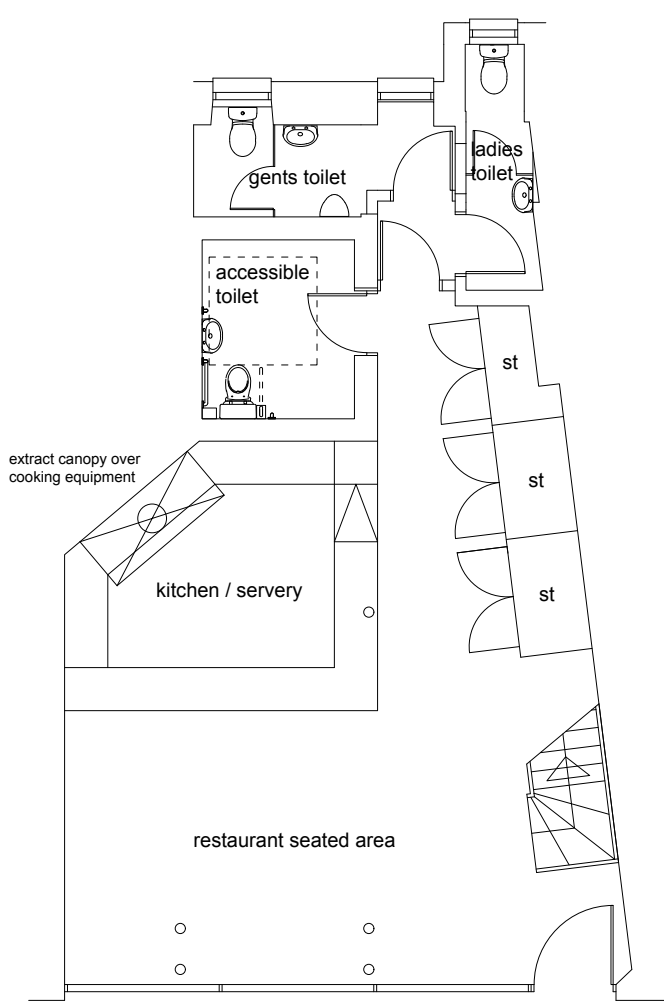 ladies
toilet
gents toilet
accessible
toilet
st
extract canopy over
cooking equipment
st
kitchen / servery
st
restaurant seated area